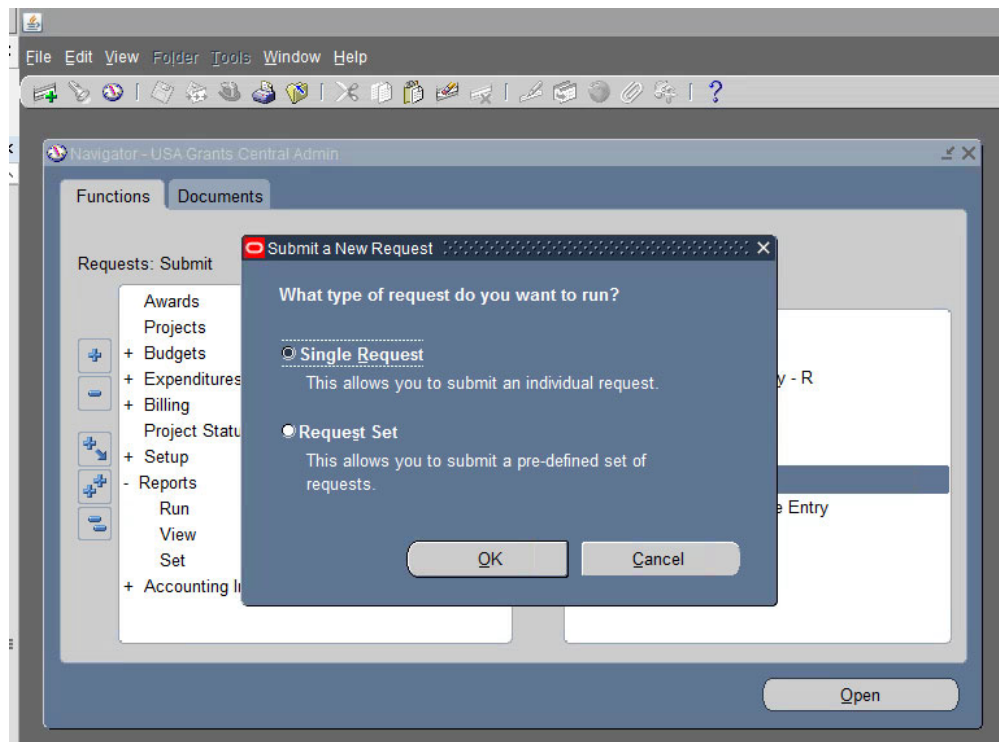 File Edit View Folder Tools Window Help
Navigator - USA Grants Central Admin
Functions Documents
Requests: Submit
Awards
Projects
+ Budgets
+ Expenditures
+ Billing
Project Statu
+ Setup
- Reports
Run
View
Set
+ Accounting
Submit a New Request
What type of request do you want to run?
Single Request
This allows you to submit an individual request.
Request Set
This allows you to submit a pre-defined set of
requests.
OK Cancel
y - R
e Entry
Open